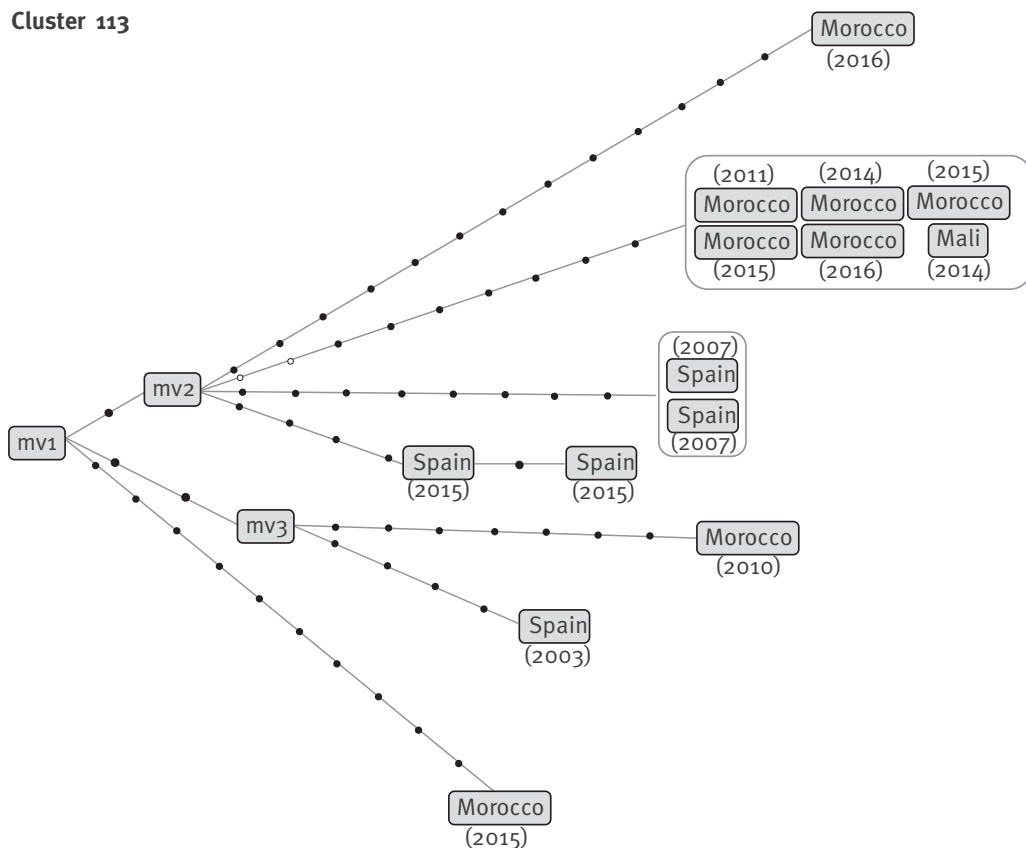 Cluster 113
Morocco
(2016)
(2011) (2014) (2015)
Morocco Morocco Morocco
Morocco Morocco Mali
(2015) (2016) (2014)
(2007)
Spain
Spain
(2007)
mv2
mv1
Spain Spain
(2015) (2015)
mv3
Morocco
(2010)
Spain
(2003)
Morocco
(2015)